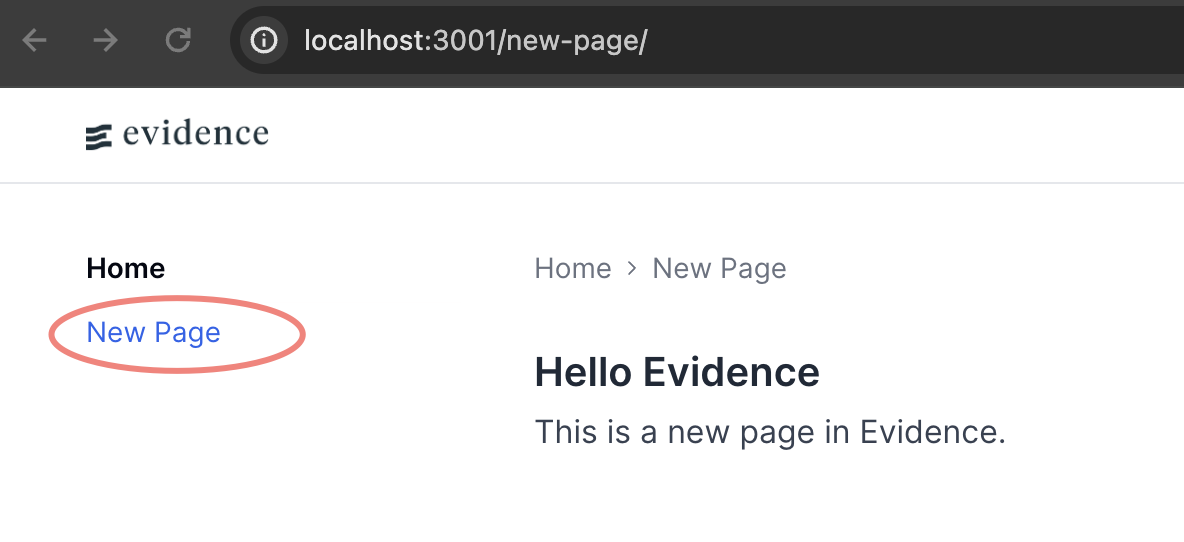 localhost:3001/new-page/
evidence
Home
New Page
Home > New Page
Hello Evidence
This is a new page in Evidence.